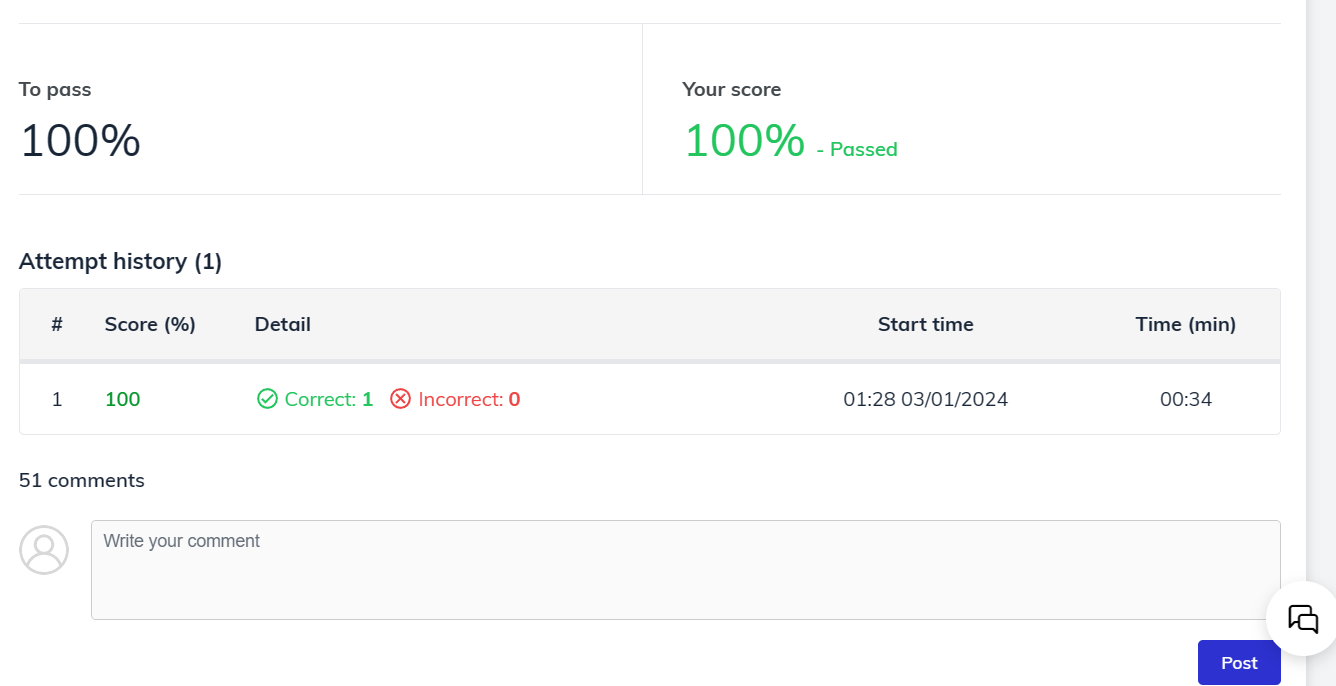 To pass
100%
Your score
100% - Passed
Attempt history (1)
# Score (%) Detail Start time Time (min)
1 100 Correct: 1 Incorrect: 0 01:28 03/01/2024 00:34
51 comments
Write your comment
Post